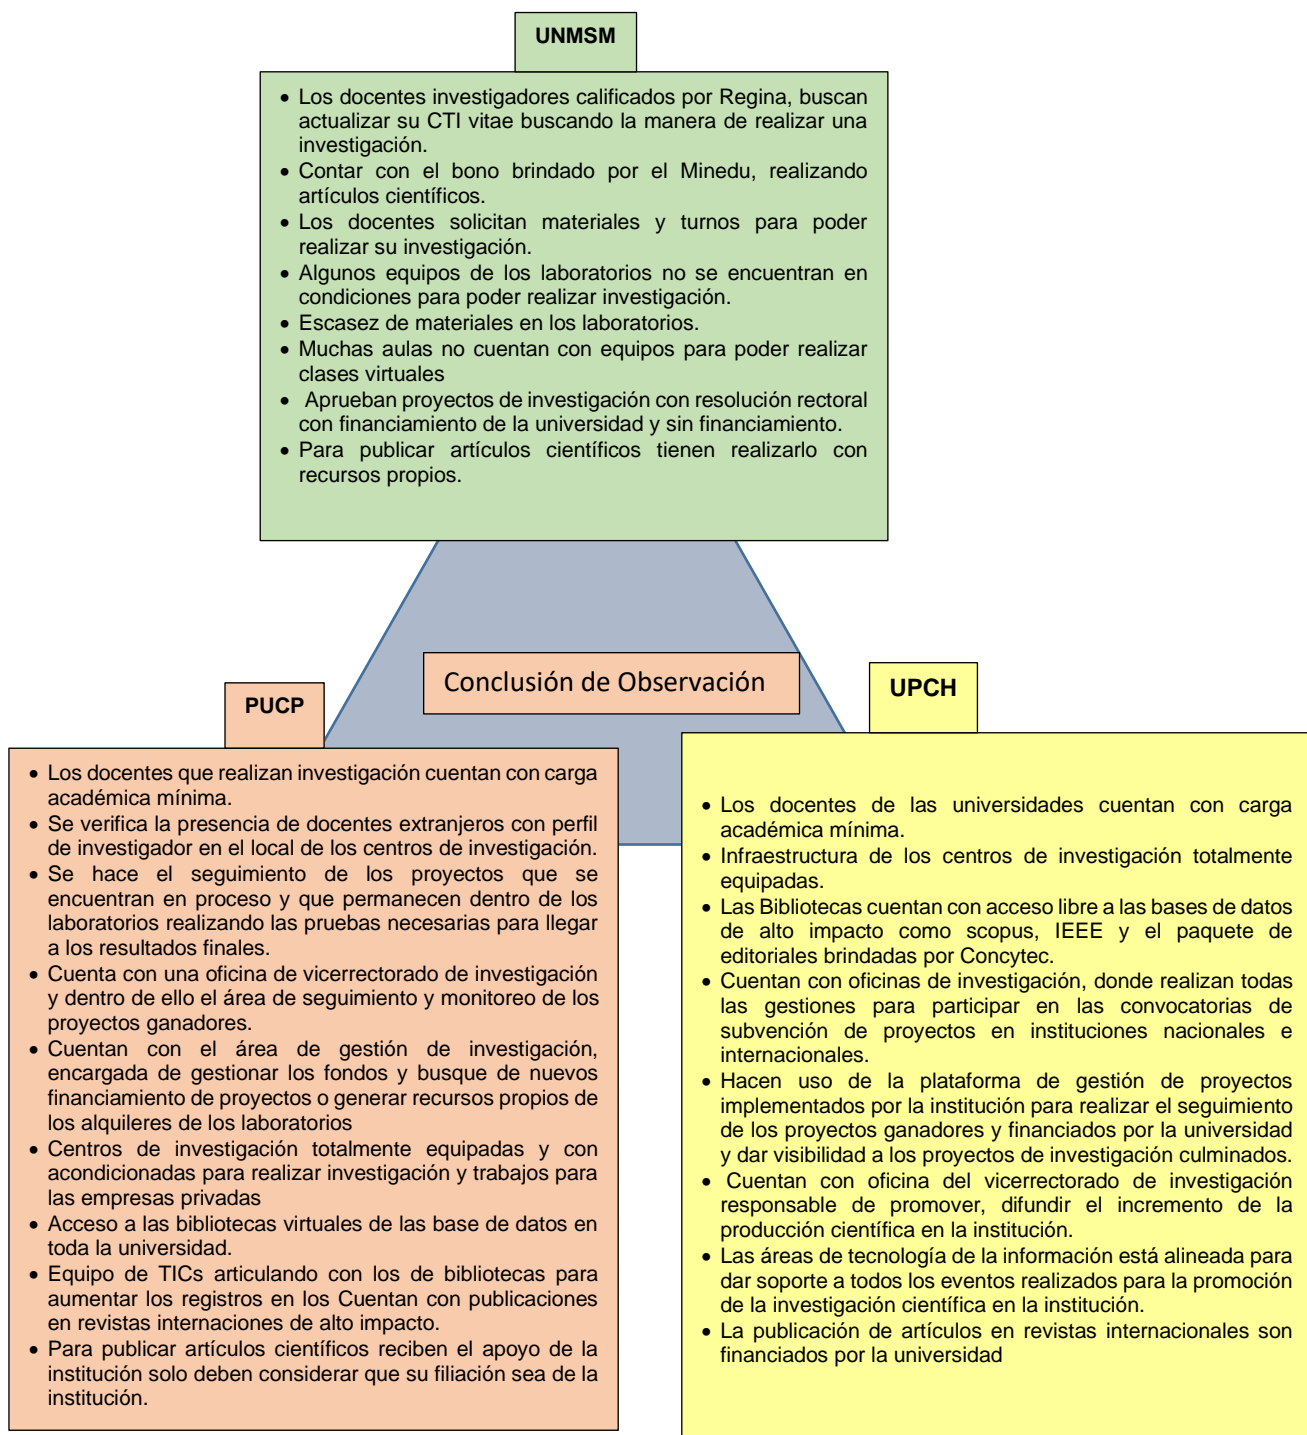 UNMSM
• Los docentes investigadores calificados por Regina, buscan
actualizar su CTI vitae buscando la manera de realizar una
investigación.
• Contar con el bono brindado por el Minedu, realizando
artículos científicos.
• Los docentes solicitan materiales y turnos para poder
realizar su investigación.
• Algunos equipos de los laboratorios no se encuentran en
condiciones para poder realizar investigación.
• Escasez de materiales en los laboratorios.
• Muchas aulas no cuentan con equipos para poder realizar
clases virtuales
• Aprueban proyectos de investigación con resolución rectoral
con financiamiento de la universidad y sin financiamiento.
• Para publicar artículos científicos tienen realizarlo con
recursos propios.
Conclusión de Observación
PUCP
• Los docentes que realizan investigación cuentan con carga
académica mínima.
• Se verifica la presencia de docentes extranjeros con perfil
de investigador en el local de los centros de investigación.
• Se hace el seguimiento de los proyectos que se
encuentran en proceso y que permanecen dentro de los
laboratorios realizando las pruebas necesarias para llegar
a los resultados finales.
• Cuenta con una oficina de vicerrectorado de investigación
y dentro de ello el área de seguimiento y monitoreo de los
proyectos ganadores.
• Cuentan con el área de gestión de investigación,
encargada de gestionar los fondos y busque de nuevos
financiamiento de proyectos o generar recursos propios de
los alquileres de los laboratorios
• Centros de investigación totalmente equipadas y con
acondicionadas para realizar investigación y trabajos para
las empresas privadas
• Acceso a las bibliotecas virtuales de las base de datos en
toda la universidad.
• Equipo de TICs articulando con los de bibliotecas para
aumentar los registros en los Cuentan con publicaciones
en revistas internaciones de alto impacto.
• Para publicar artículos científicos reciben el apoyo de la
institución solo deben considerar que su filiación sea de la
institución.
UPCH
• Los docentes de las universidades cuentan con carga
académica mínima.
• Infraestructura de los centros de investigación totalmente
equipadas.
• Las Bibliotecas cuentan con acceso libre a las bases de datos
de alto impacto como scopus, IEEE y el paquete de
editoriales brindadas por Concytec.
• Cuentan con oficinas de investigación, donde realizan todas
las gestiones para participar en las convocatorias de
subvención de proyectos en instituciones nacionales e
internacionales.
• Hacen uso de la plataforma de gestión de proyectos
implementados por la institución para realizar el seguimiento
de los proyectos ganadores y financiados por la universidad
y dar visibilidad a los proyectos de investigación culminados.
• Cuentan con oficina del vicerrectorado de investigación
responsable de promover, difundir el incremento de la
producción científica en la institución.
• Las áreas de tecnología de la información está alineada para
dar soporte a todos los eventos realizados para la promoción
de la investigación científica en la institución.
• La publicación de artículos en revistas internacionales son
financiados por la universidad